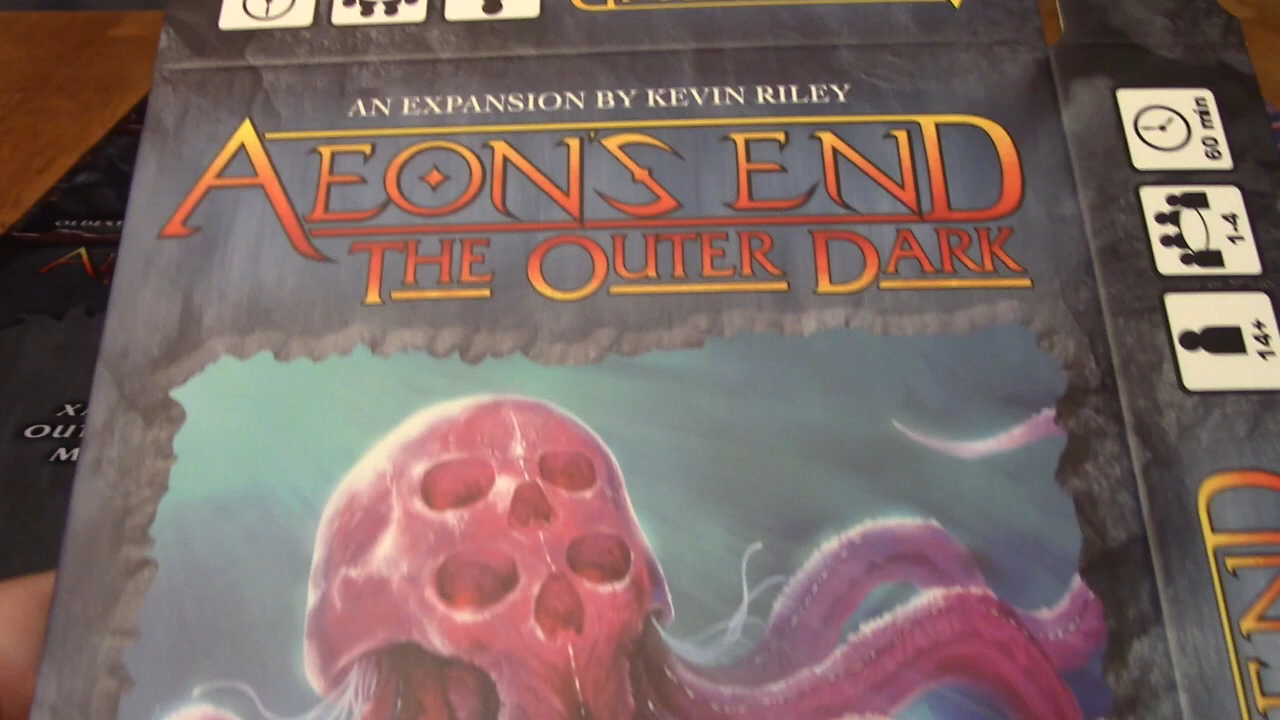 AN EXPANSION BY KEVIN RILEY
AEON'S END
THE OUTER DARK
60 min
1-4
14+
END